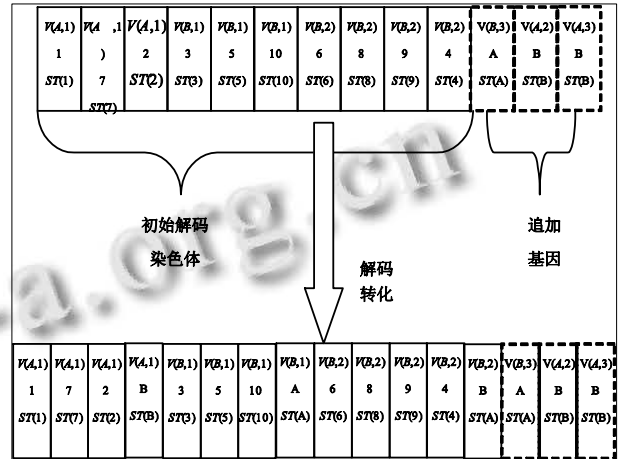 V(A,1) V(A ,1) V(A,1) V(B,1) V(B,1) V(B,1) V(B,2) V(B,2) V(B,2) V(B,2) V(B,3) V(A,2) V(A,3)
1 7 2 3 5 10 6 8 9 4 A B B
ST(1) ST(7) ST(2) ST(3) ST(5) ST(10) ST(6) ST(8) ST(9) ST(4) ST(A) ST(B) ST(B)
初始解码
染色体
追加
基因
解码
转化
a.org.cn
V(A,1) V(A,1) V(A,1) V(A,1) V(B,1) V(B,1) V(B,1) V(B,1) V(B,2) V(B,2) V(B,2) V(B,2) V(B,2) V(B,3) V(A,2) V(A,3)
1 7 2 B 3 5 10 A 6 8 9 4 B A B B
ST(1) ST(7) ST(2) ST(B) ST(3) ST(5) ST(10) ST(A) ST(6) ST(8) ST(9) ST(4) ST(B) ST(A) ST(B) ST(B)